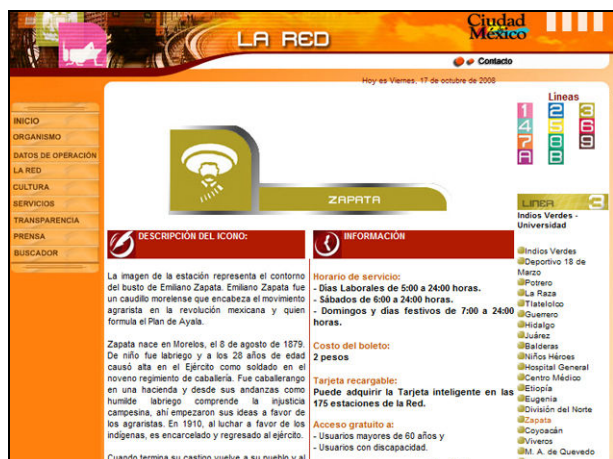 LA RED
Ciudad
México
Contacto
Hoy es Viernes, 17 de octubre de 2008
INICIO
ORGANISMO
DATOS DE OPERACIÓN
LA RED
CULTURA
SERVICIOS
TRANSPARENCIA
PRENSA
BUSCADOR
ZAPATA
DESCRIPCIÓN DEL ICONO:
La imagen de la estación representa el contorno
del busto de Emiliano Zapata. Emiliano Zapata fue
un caudillo morelense que encabeza el movimiento
agrarista en la revolución mexicana y quien
formula el Plan de Ayala.
Zapata nace en Morelos, el 8 de agosto de 1879.
De niño fue labriego y a los 28 años de edad
causó alta en el Ejército como soldado en el
noveno regimiento de caballería. Fue caballerango
en una hacienda y desde sus andanzas como
humilde labriego comprende la injusticia
campesina, ahí empezaron sus ideas a favor de
los agraristas. En 1910, al luchar a favor de los
indígenas, es encarcelado y regresado al ejército.
Cuando termina su castigo vuelve a su pueblo y al
INFORMACIÓN
Horario de servicio:
- Días Laborales de 5:00 a 24:00 horas.
- Sábados de 6:00 a 24:00 horas.
- Domingos y días festivos de 7:00 a 24:00
horas.
Costo del boleto:
2 pesos
Tarjeta recargable:
Puede adquirir la Tarjeta inteligente en las
175 estaciones de la Red.
Acceso gratuito a:
- Usuarios mayores de 60 años y
- Usuarios con discapacidad.
Lineas
1 2 3
4 5 6
7 8 9
A B
LINEA 3
Indios Verdes -
Universidad
Indios Verdes
Deportivo 18 de
Marzo
Potrero
La Raza
Tlatelolco
Guerrero
Hidalgo
Juárez
Balderas
Niños Héroes
Hospital General
Centro Médico
Etiopía
Eugenia
División del Norte
Zapata
Coyoacán
Viveros
M. A. de Quevedo